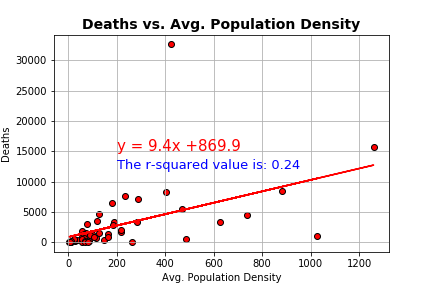 Deaths vs. Avg. Population Density
30000
25000
20000
15000
10000
5000
0
Deaths
y = 9.4x +869.9
The r-squared value is: 0.24
0 200 400 600 800 1000 1200
Avg. Population Density